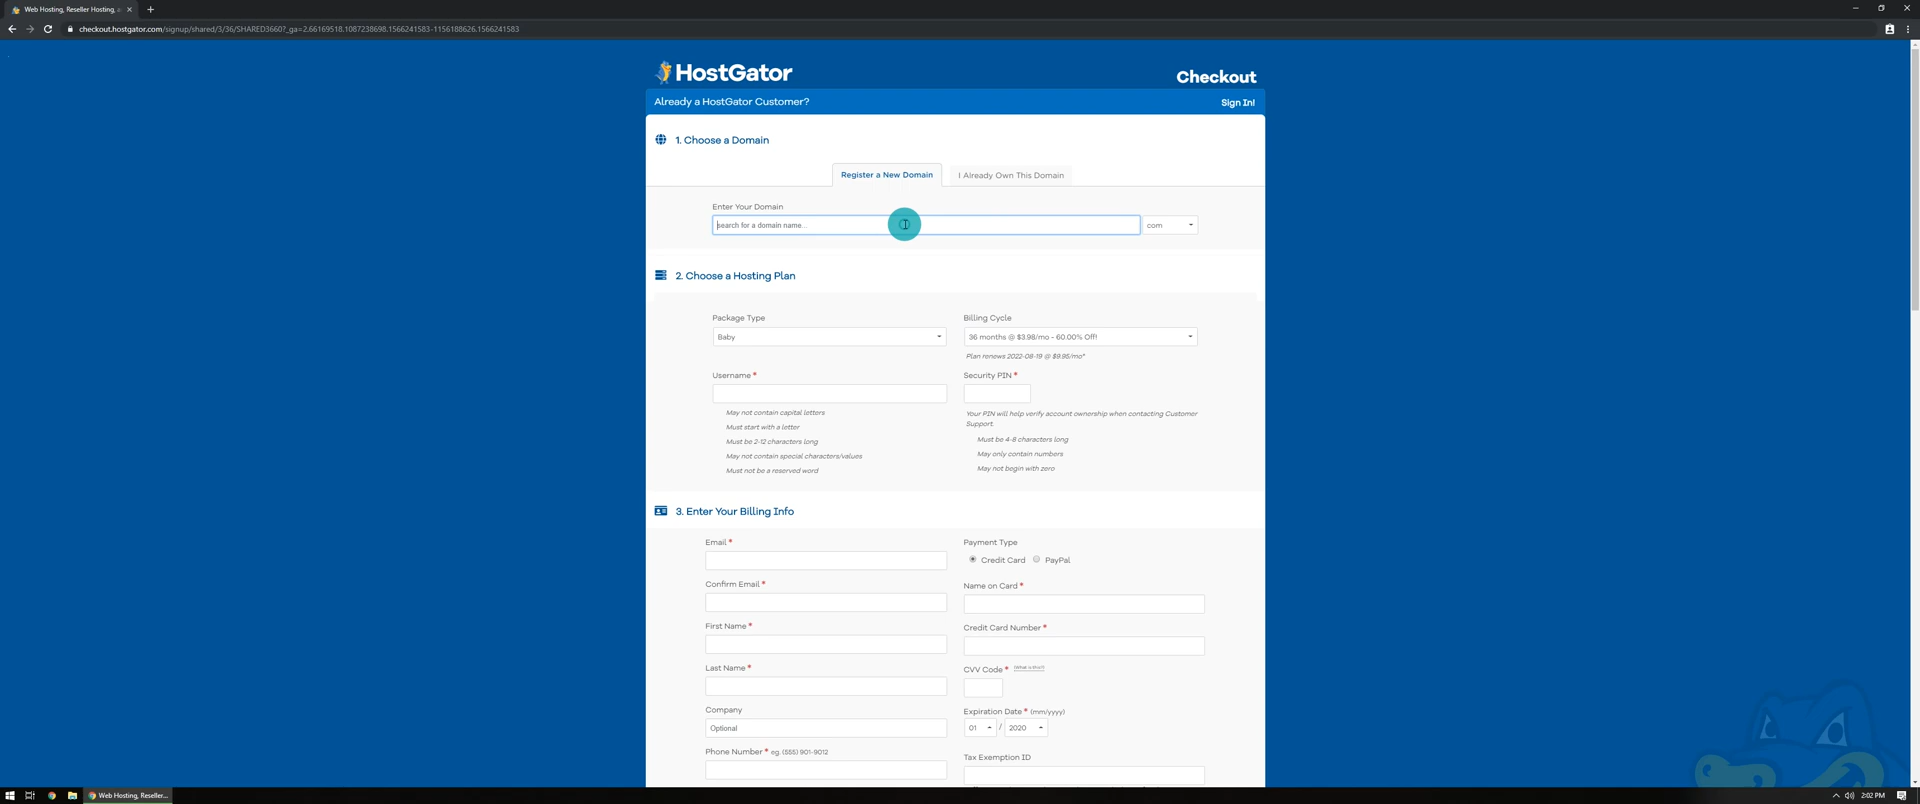 Web Hosting, Reseller Hosting, a
checkout.hostgator.com/signup/shared/3/36/SHARED3660?_ga=2.66169518.1087238698.1566241583-1156188626.1566241583
HostGator
Checkout
Already a HostGator Customer?
Sign In!
1. Choose a Domain
Register a New Domain
I Already Own This Domain
Enter Your Domain
search for a domain name...
com
2. Choose a Hosting Plan
Package Type
Billing Cycle
Baby
36 months @ $3.98/mo - 60.00% Off!
Plan renews 2022-08-19 @ $9.95/mo*
Username *
Security PIN *
May not contain capital letters
Must start with a letter
Must be 2-12 characters long
May not contain special characters/values
Must not be a reserved word
Your PIN will help verify account ownership when contacting Customer
Support.
Must be 4-8 characters long
May only contain numbers
May not begin with zero
3. Enter Your Billing Info
Email *
Confirm Email *
First Name *
Last Name *
Company
Optional
Phone Number * eg. (555) 901-9012
Payment Type
Credit Card
PayPal
Name on Card *
Credit Card Number *
CVV Code * (What is this?)
Expiration Date * (mm/yyyy)
01 / 2020
Tax Exemption ID
Web Hosting, Reseller...
2:02 PM